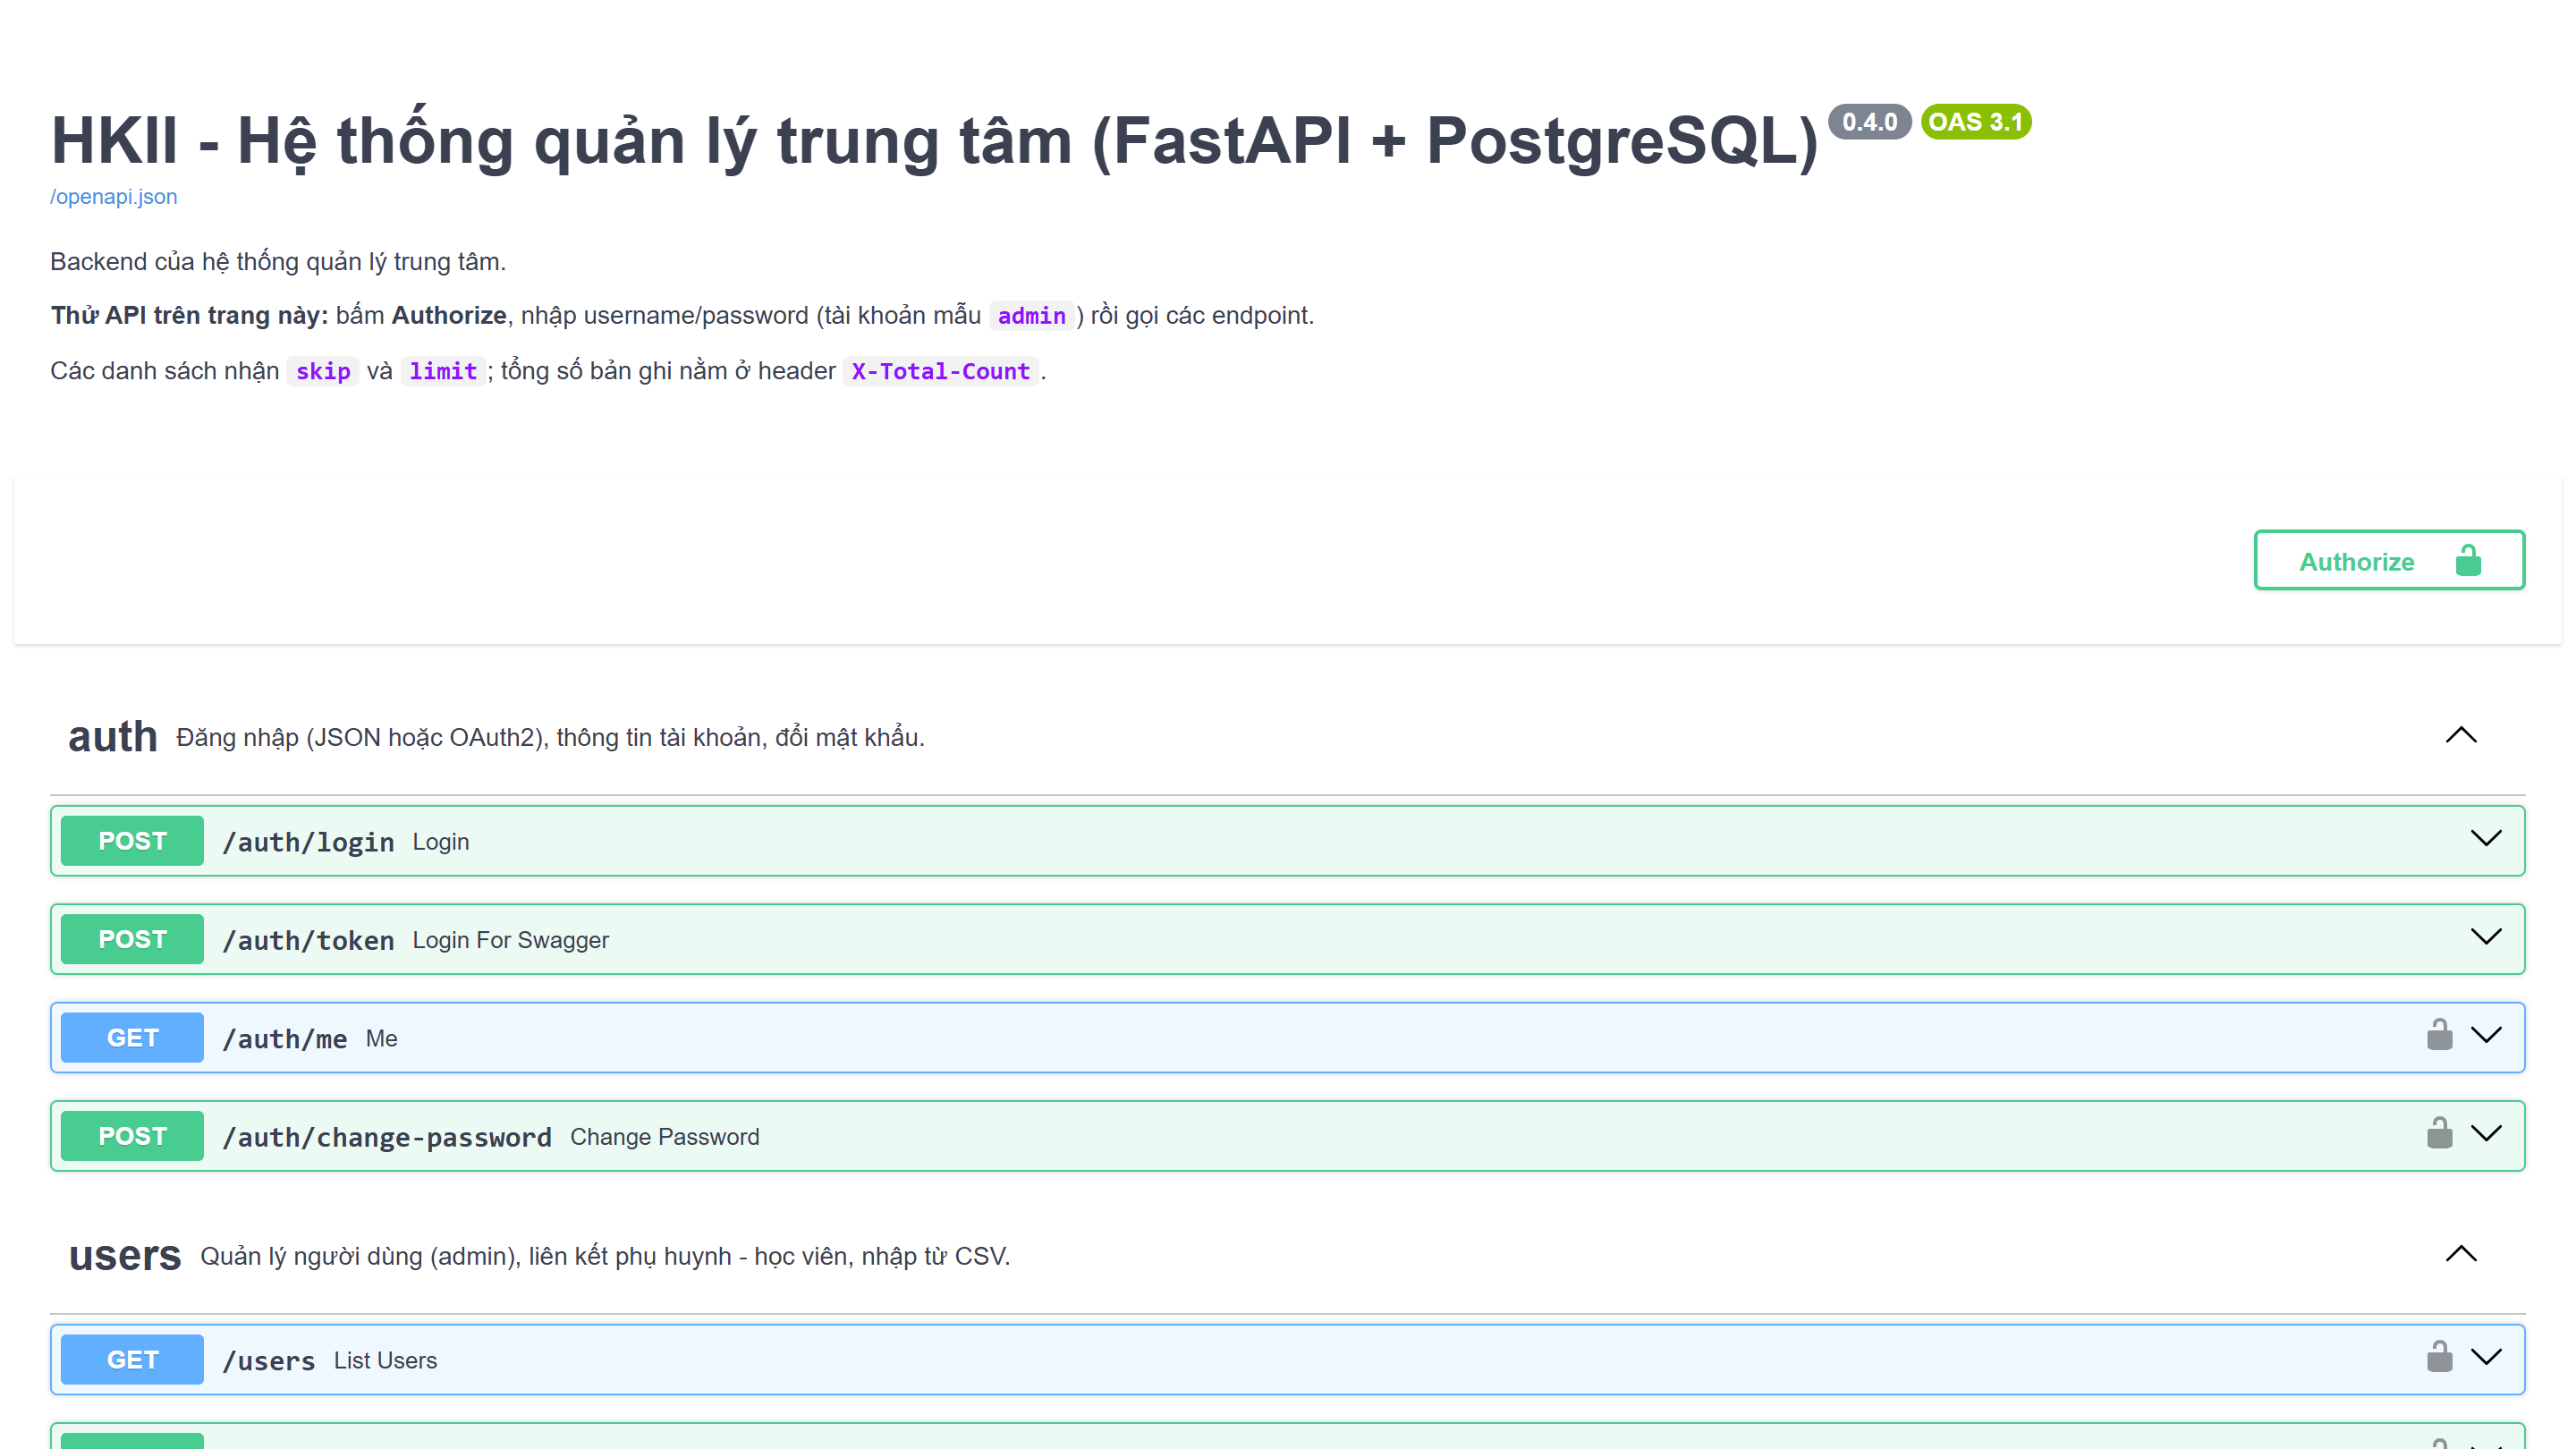 HKII - Hệ thống quản lý trung tâm (FastAPI + PostgreSQL) 0.4.0 OAS 3.1
/openapi.json
Backend của hệ thống quản lý trung tâm.
Thử API trên trang này: bấm Authorize, nhập username/password (tài khoản mẫu admin) rồi gọi các endpoint.
Các danh sách nhận skip và limit; tổng số bản ghi nằm ở header X-Total-Count.
Authorize
auth Đăng nhập (JSON hoặc OAuth2), thông tin tài khoản, đổi mật khẩu.
POST /auth/login Login
POST /auth/token Login For Swagger
GET /auth/me Me
POST /auth/change-password Change Password
users Quản lý người dùng (admin), liên kết phụ huynh - học viên, nhập từ CSV.
GET /users List Users